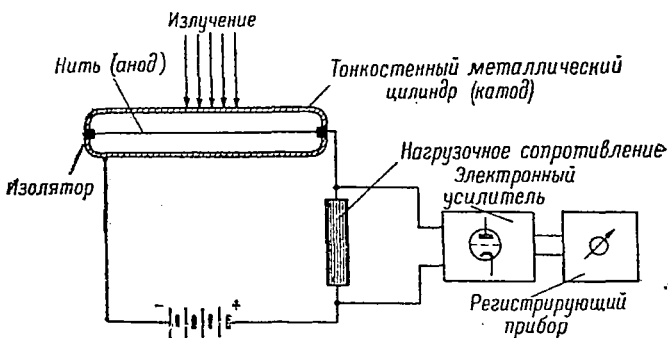 Излучение
Нить (анод)
Тонкостенный металлический
цилиндр (катод)
Изолятор
Нагрузочное сопротивление
Электронный
усилитель
- +
Регистрирующий
прибор